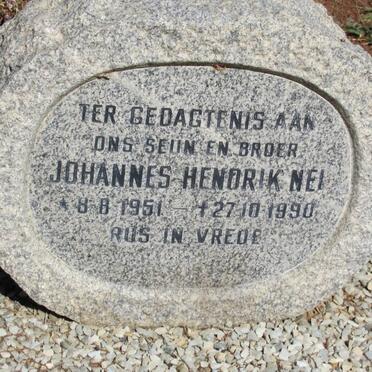 TER GEDAGTENIS AAN
ONS SEUN EN BROER
JOHANNES HENDRIK NEL
* 8·8·1951 — †27·10·1990
RUS IN VREDE